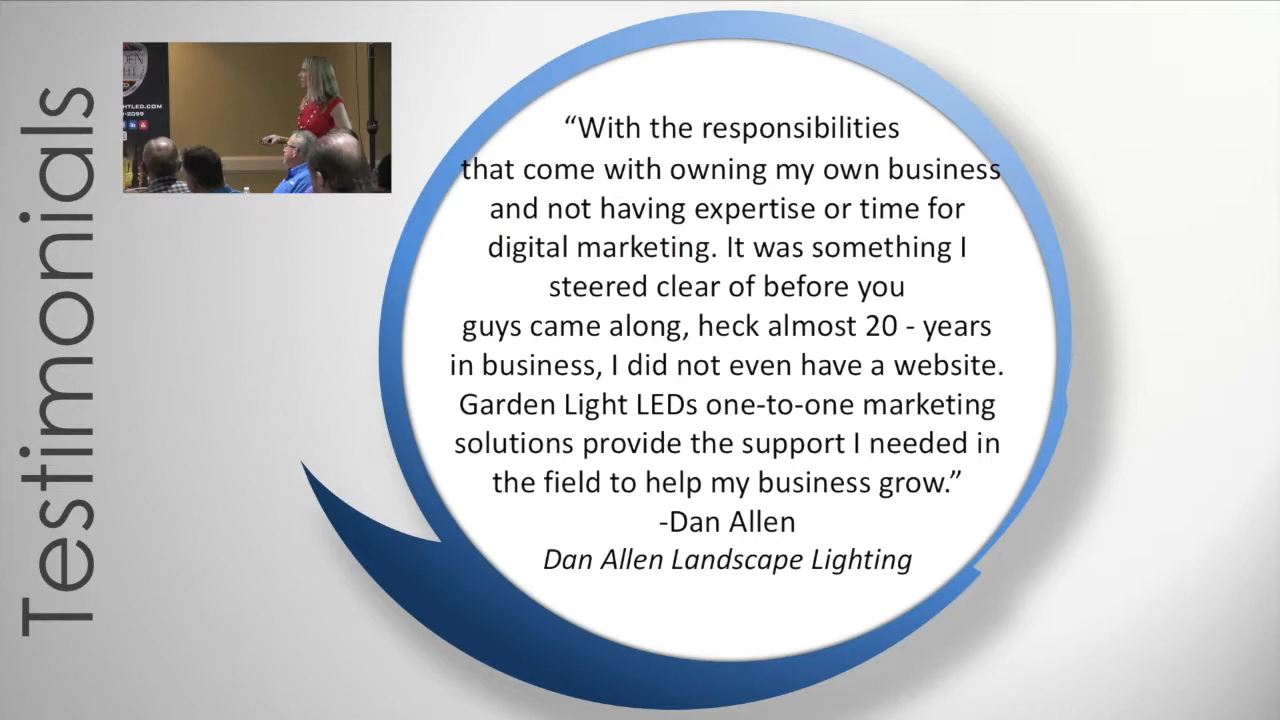 Testimonials
“With the responsibilities
that come with owning my own business
and not having expertise or time for
digital marketing. It was something I
steered clear of before you
guys came along, heck almost 20 - years
in business, I did not even have a website.
Garden Light LEDs one-to-one marketing
solutions provide the support I needed in
the field to help my business grow.”
-Dan Allen
Dan Allen Landscape Lighting